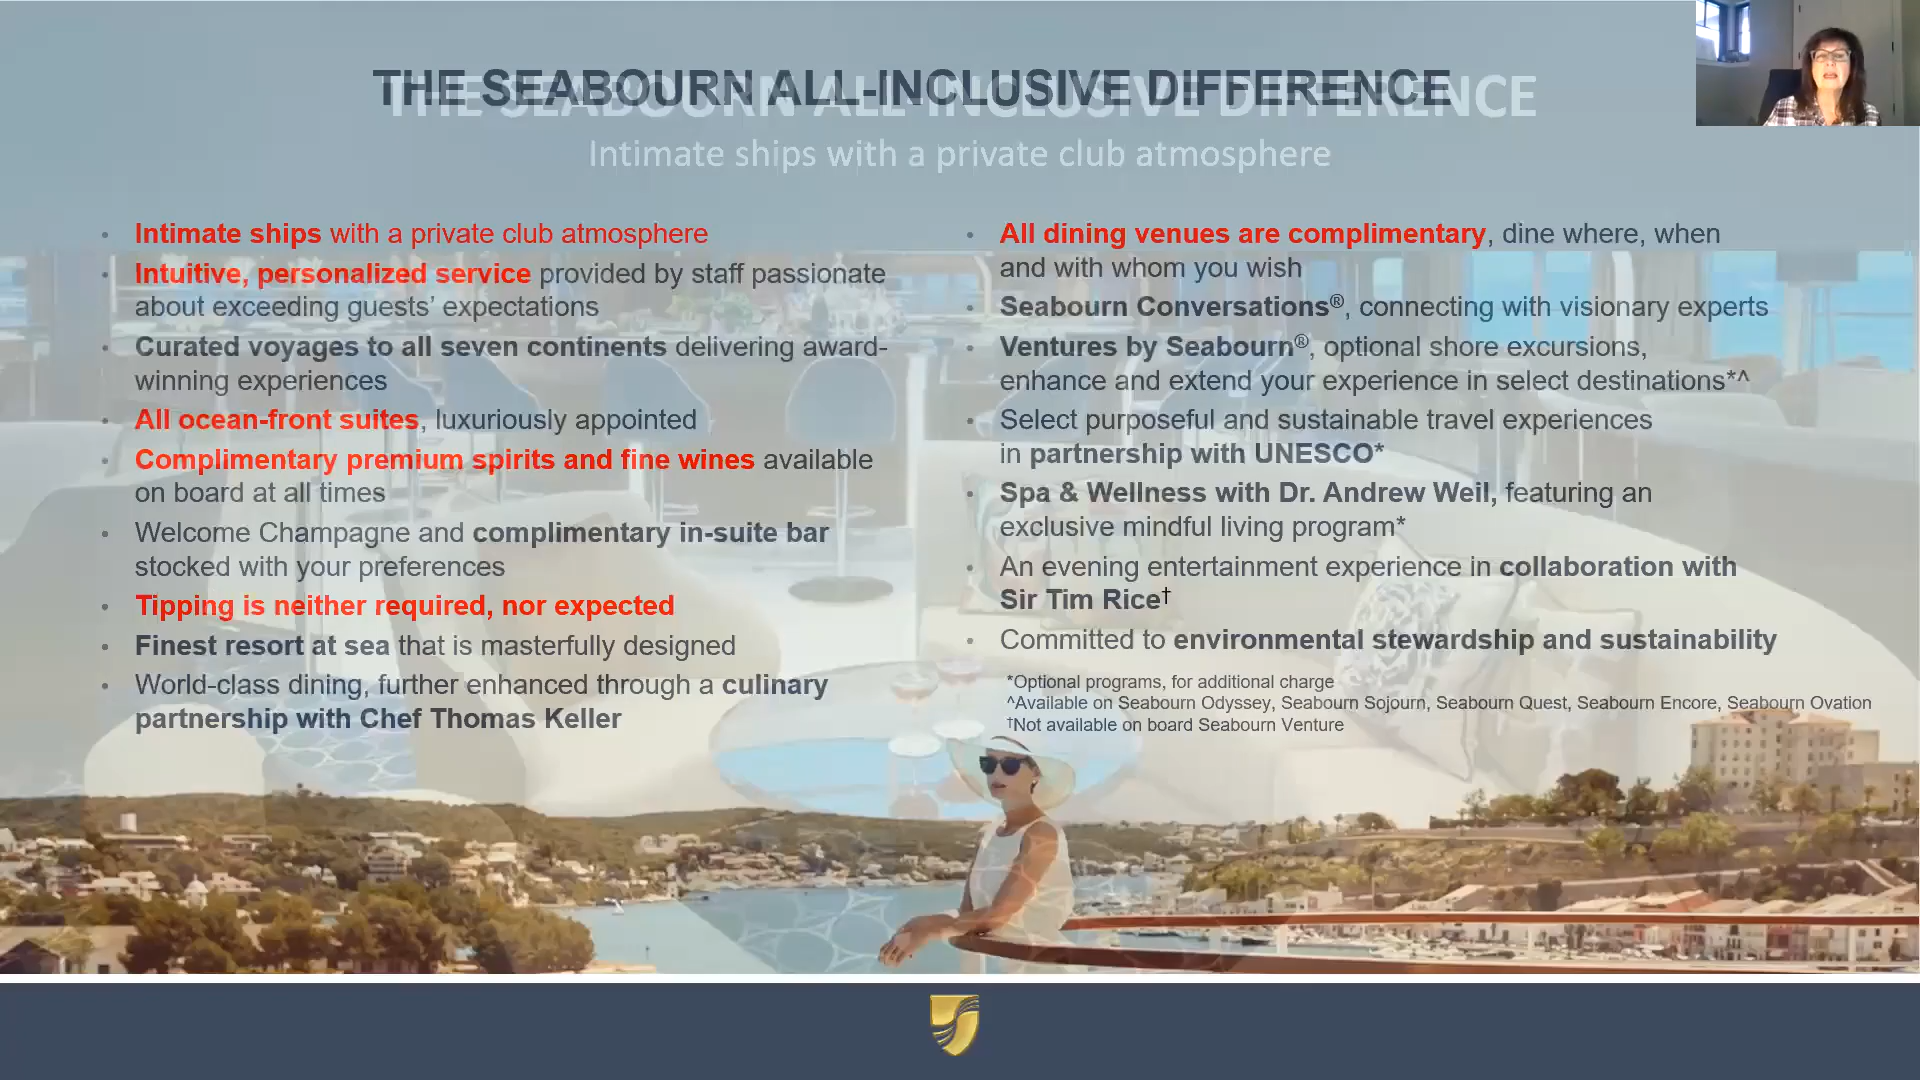 THE SEABOURN ALL-INCLUSIVE DIFFERENCE
THE SEABOURN ALL-INCLUSIVE DIFFERENCE
Intimate ships with a private club atmosphere
Intimate ships with a private club atmosphere
Intuitive, personalized service provided by staff passionate
about exceeding guests’ expectations
Curated voyages to all seven continents delivering award-
winning experiences
All ocean-front suites, luxuriously appointed
Complimentary premium spirits and fine wines available
on board at all times
Welcome Champagne and complimentary in-suite bar
stocked with your preferences
Tipping is neither required, nor expected
Finest resort at sea that is masterfully designed
World-class dining, further enhanced through a culinary
partnership with Chef Thomas Keller
All dining venues are complimentary, dine where, when
and with whom you wish
Seabourn Conversations®, connecting with visionary experts
Ventures by Seabourn®, optional shore excursions,
enhance and extend your experience in select destinations*^
Select purposeful and sustainable travel experiences
in partnership with UNESCO*
Spa & Wellness with Dr. Andrew Weil, featuring an
exclusive mindful living program*
An evening entertainment experience in collaboration with
Sir Tim Rice†
Committed to environmental stewardship and sustainability
*Optional programs, for additional charge
^Available on Seabourn Odyssey, Seabourn Sojourn, Seabourn Quest, Seabourn Encore, Seabourn Ovation
†Not available on board Seabourn Venture